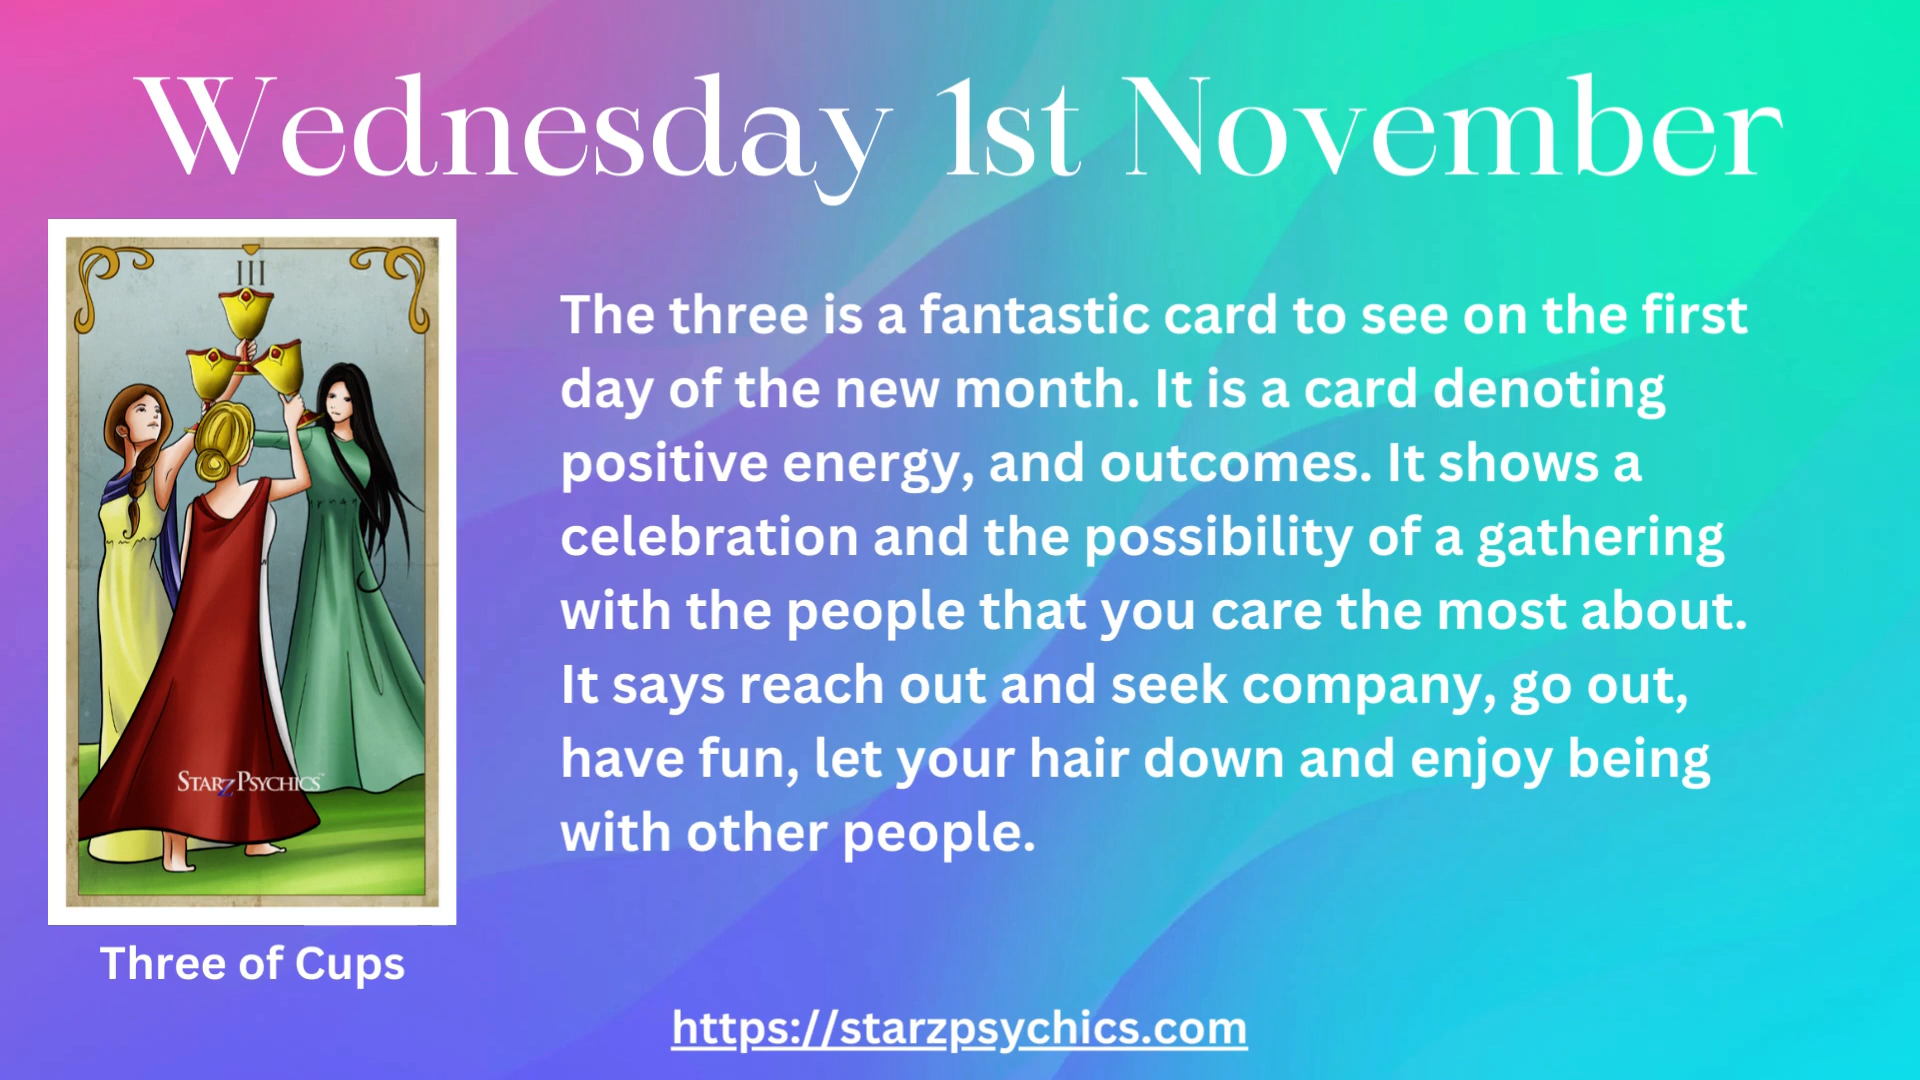 Wednesday 1st November
III
STARZ PSYCHICS™
Three of Cups
The three is a fantastic card to see on the first
day of the new month. It is a card denoting
positive energy, and outcomes. It shows a
celebration and the possibility of a gathering
with the people that you care the most about.
It says reach out and seek company, go out,
have fun, let your hair down and enjoy being
with other people.
https://starzpsychics.com